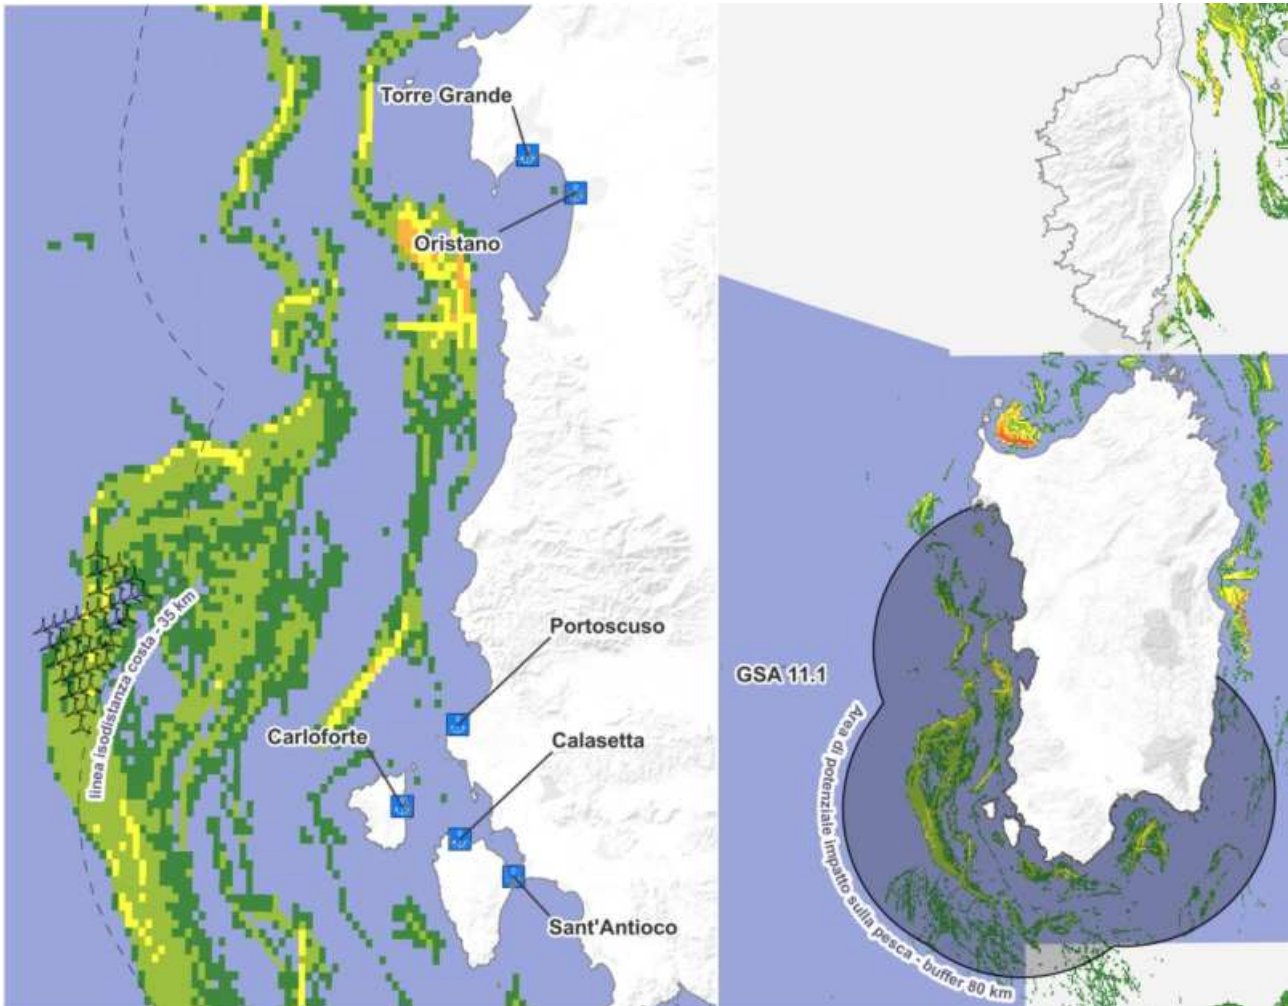 Torre Grande
Oristano
Portoscuso
Carloforte
Calasetta
Sant'Antioco
linea isodistanza costa - 35 km
GSA 11.1
Area di potenziale impatto sulla pesca - buffer 80 km